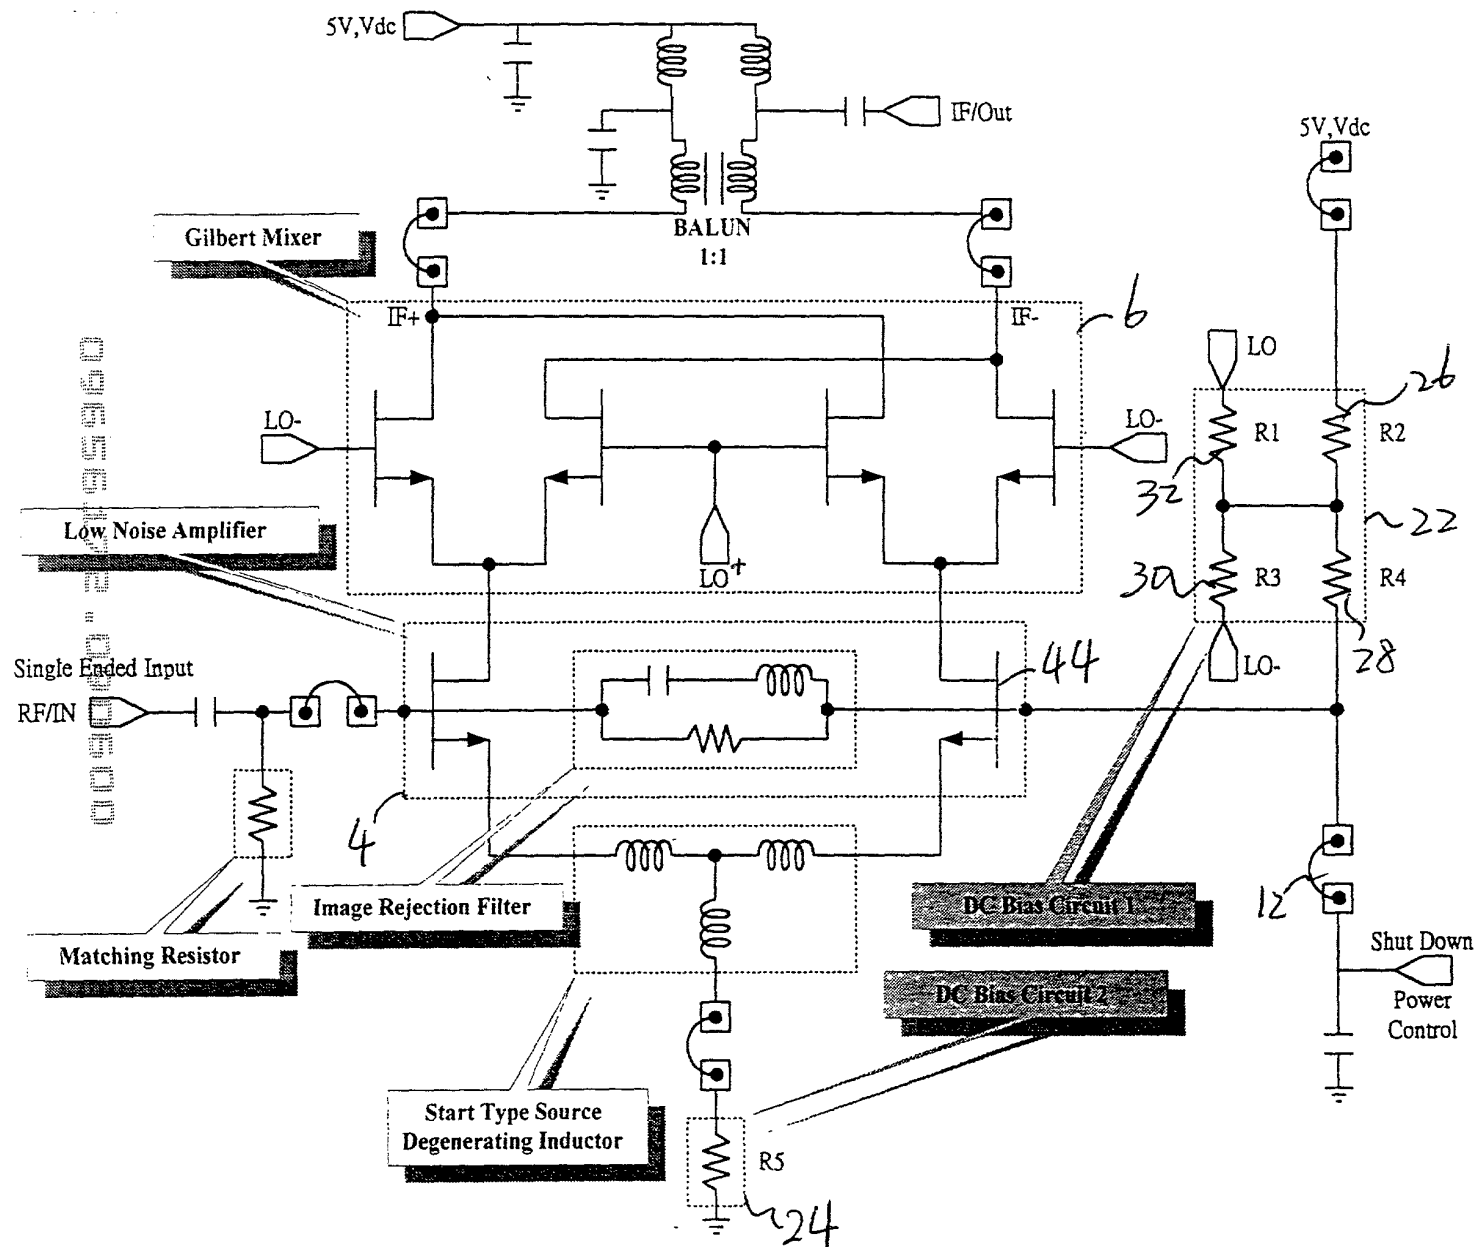 5V,Vdc
IF/Out
5V,Vdc
BALUN
1:1
Gilbert Mixer
IF+
IF-
6
LO
26
LO-
LO-
R1
R2
32
22
Low Noise Amplifier
LO+
30
R3
R4
28
Single Ended Input
44
LO-
RF/IN
4
DC Bias Circuit 1
12
Image Rejection Filter
Matching Resistor
Shut Down
DC Bias Circuit 2
Power
Control
Start Type Source
Degenerating Inductor
R5
24